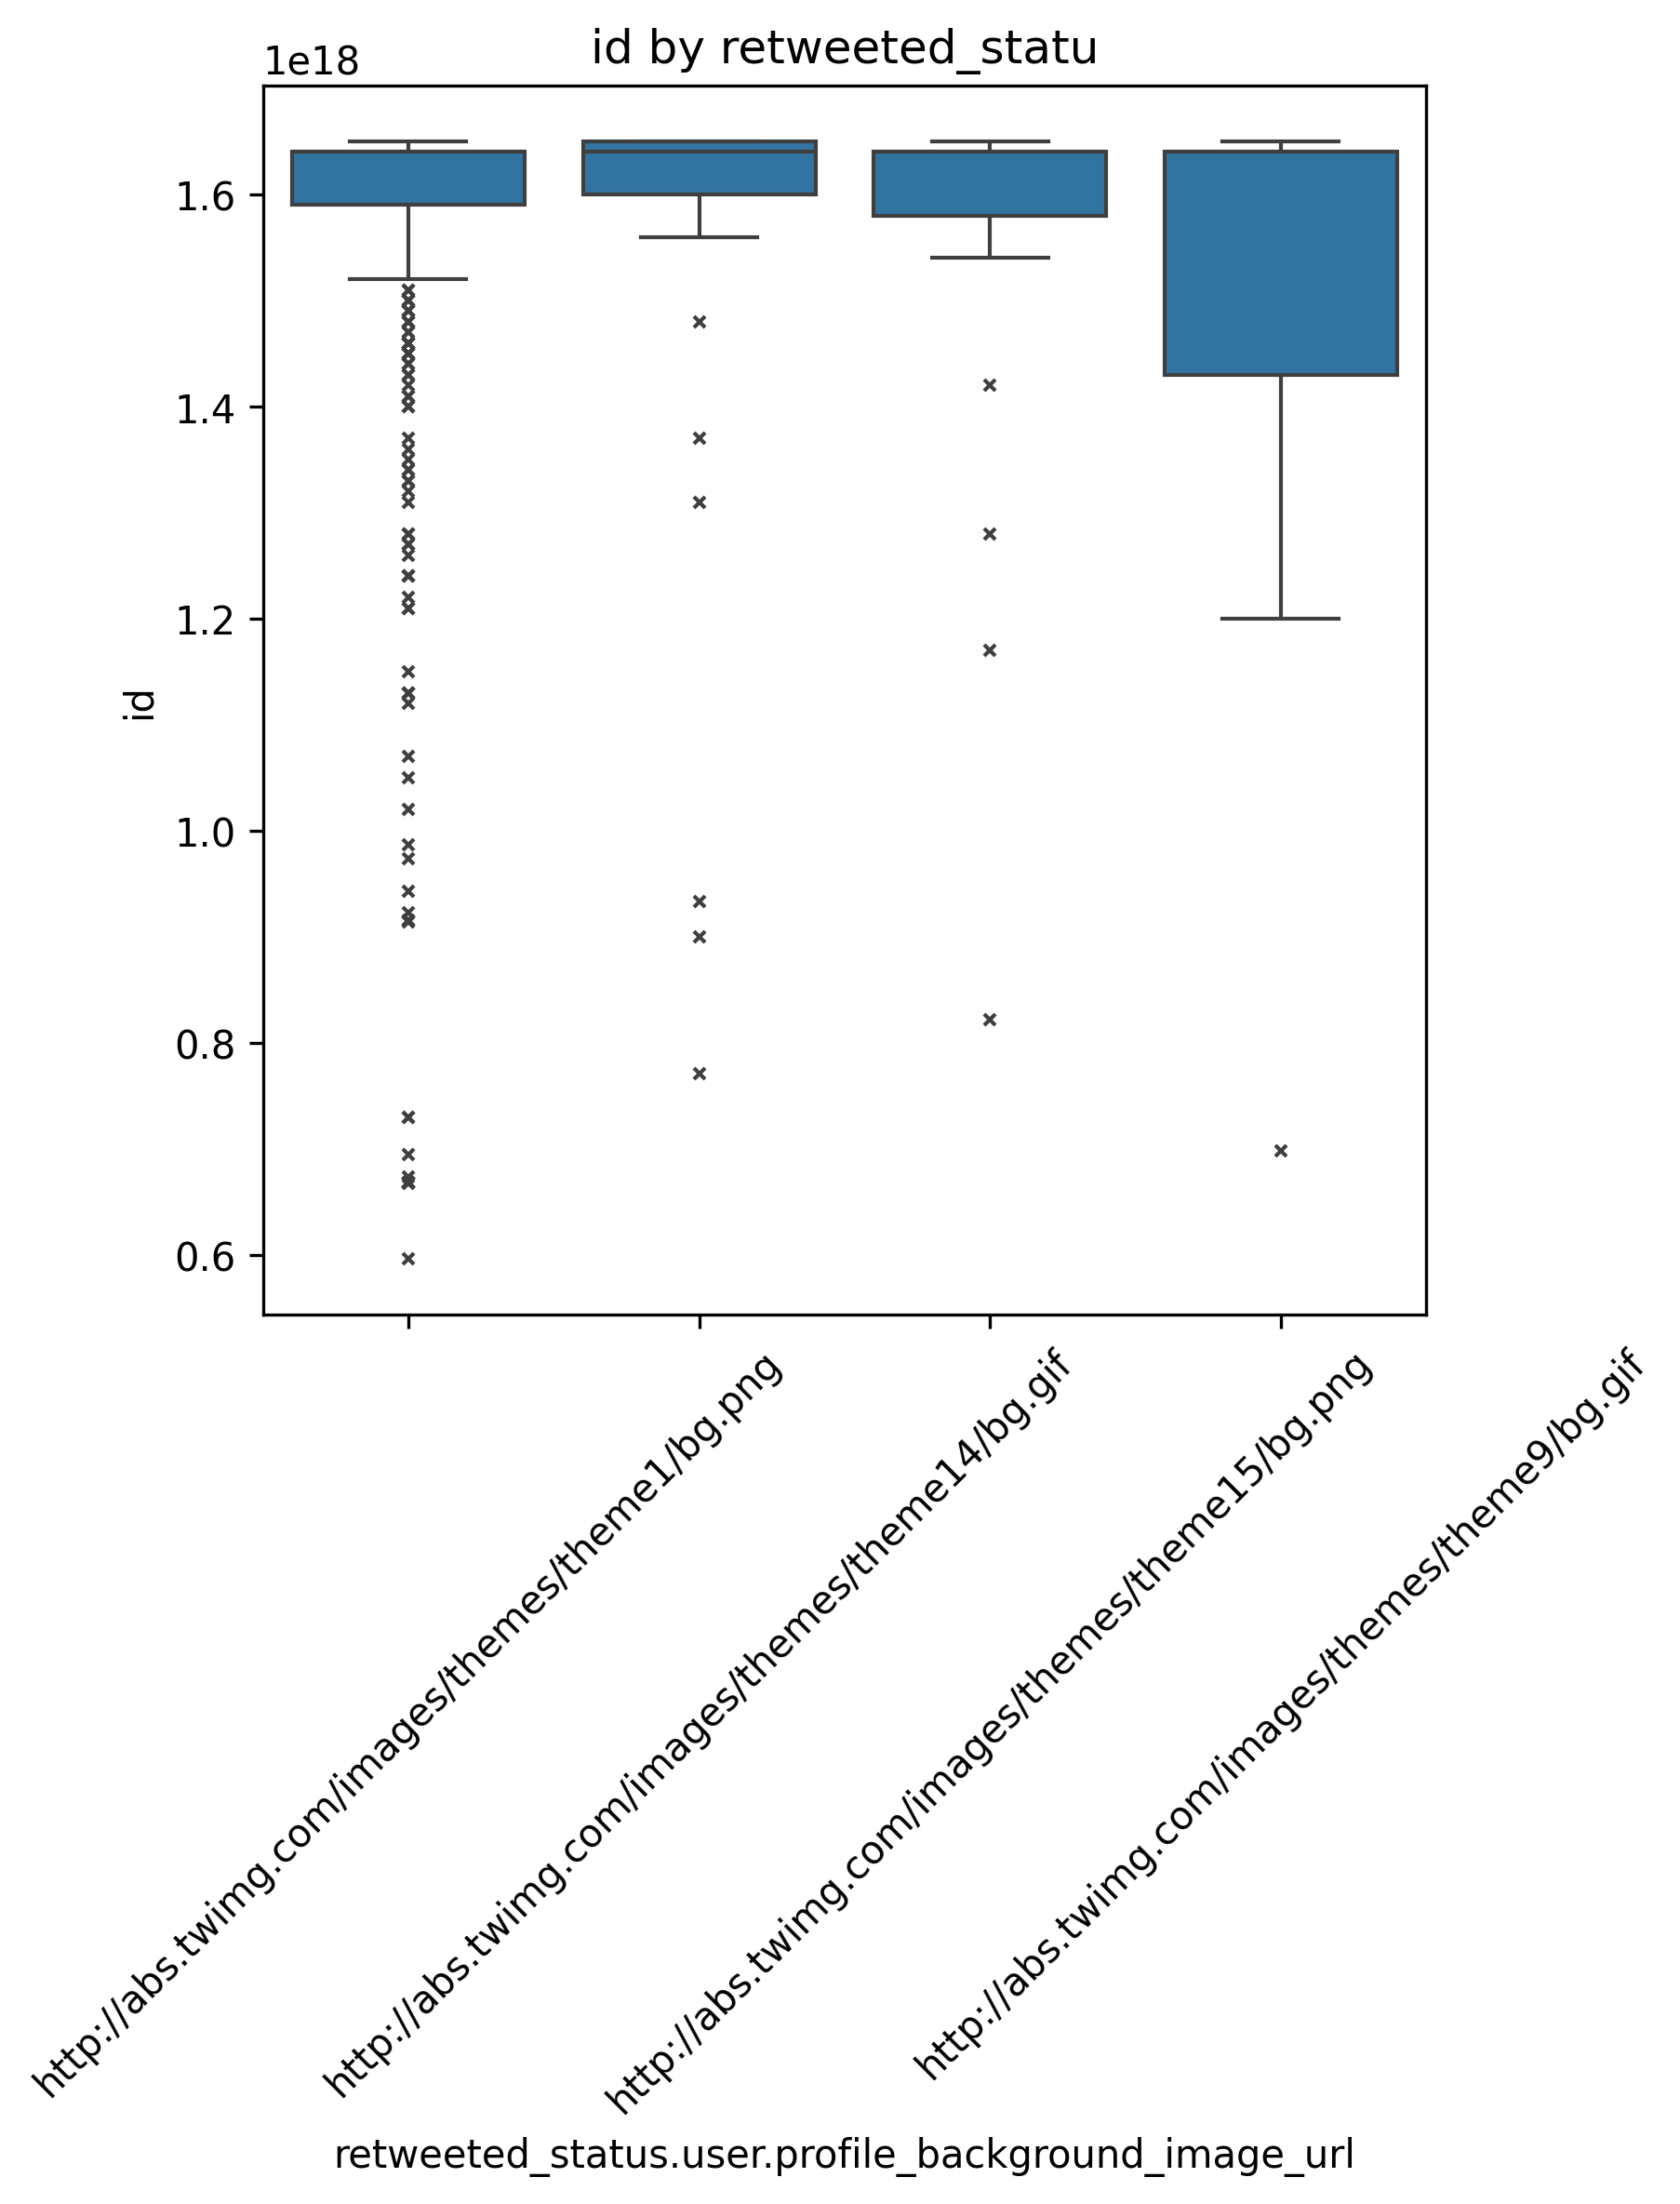 id by retweeted_statu
1e18
1.6
1.4
1.2
1.0
0.8
0.6
id
http://abs.twimg.com/images/themes/theme1/bg.png
http://abs.twimg.com/images/themes/theme14/bg.gif
http://abs.twimg.com/images/themes/theme15/bg.png
http://abs.twimg.com/images/themes/theme9/bg.gif
retweeted_status.user.profile_background_image_url